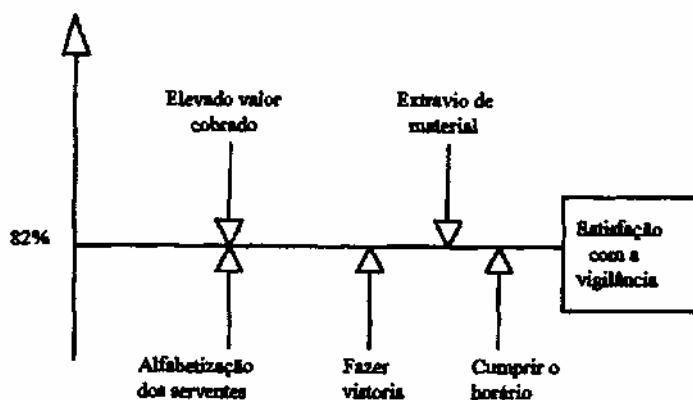 Elevado valor
cobrado
Extravio de
material
82%
Satisfação
com a
vigilância
Alfabetização
dos serventes
Fazer
vistoria
Cumprir o
horário